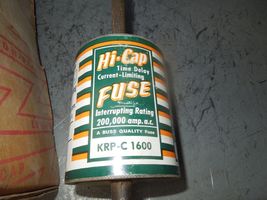 Hi-Cap
Time Delay
Current-Limiting
FUSE
Interrupting Rating
200,000 amp. a.c.
A BUSS QUALITY FUSE
KRP-C 1600